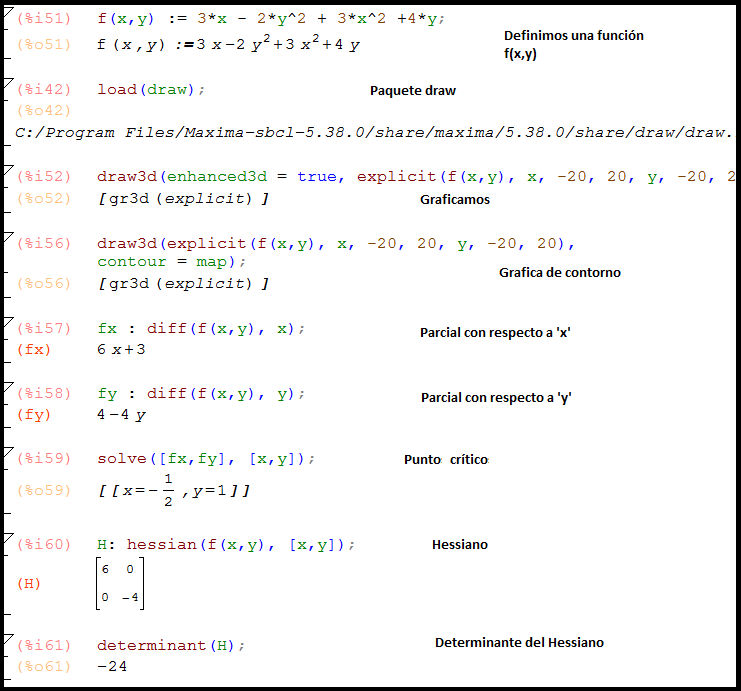 (%i51) f(x,y) := 3*x - 2*y^2 + 3*x^2 +4*y;
Definimos una función
f(x,y)
(%o51) f(x,y):=3 x-2 y²+3 x²+4 y
(%i42) load(draw);
Paquete draw
(%o42)
C:/Program Files/Maxima-sbcl-5.38.0/share/maxima/5.38.0/share/draw/draw.
(%i52) draw3d(enhanced3d = true, explicit(f(x,y), x, -20, 20, y, -20, 2
(%o52) [gr3d(explicit)]
Graficamos
(%i56) draw3d(explicit(f(x,y), x, -20, 20, y, -20, 20),
contour = map);
Grafica de contorno
(%o56) [gr3d(explicit)]
(%i57) fx : diff(f(x,y), x);
Parcial con respecto a 'x'
(fx) 6 x+3
(%i58) fy : diff(f(x,y), y);
Parcial con respecto a 'y'
(fy) 4-4 y
(%i59) solve([fx,fy], [x,y]);
Punto crítico
(%o59) [[x=-1/2,y=1]]
(%i60) H: hessian(f(x,y), [x,y]);
Hessiano
6 0
(H)
0 -4
(%i61) determinant(H);
Determinante del Hessiano
(%o61) -24